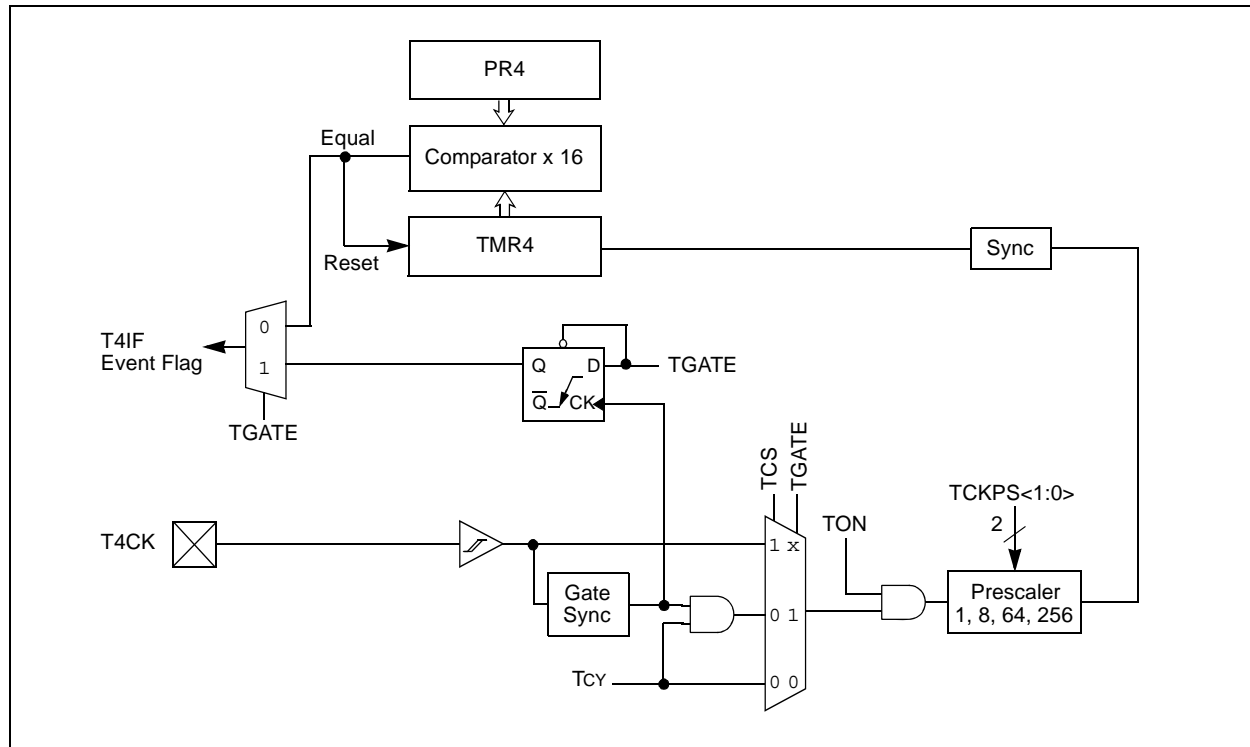 PR4
Equal
Comparator x 16
TMR4
Reset
Sync
T4IF
Event Flag
0
1
TGATE
Q
D
Q̅
CK
TGATE
TCS
TGATE
TCKPS<1:0>
2
TON
T4CK
1 x
Gate
Sync
0 1
Prescaler
1, 8, 64, 256
TCY
0 0